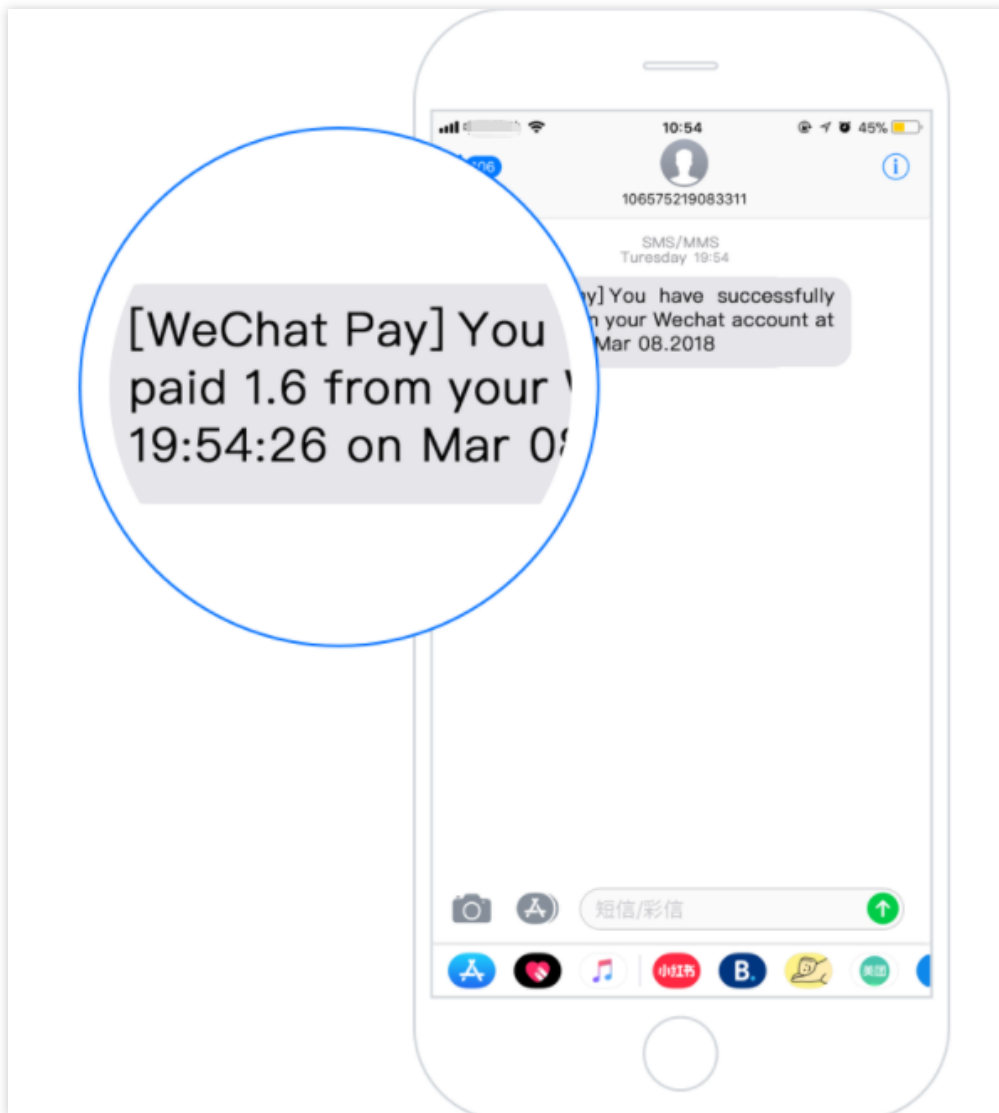 10:54
45%
106
106575219083311
SMS/MMS
Turesday 19:54
[WeChat Pay] You
paid 1.6 from your
19:54:26 on Mar 08
You have successfully
your Wechat account at
Mar 08.2018
短信/彩信
小红书
B.
美团